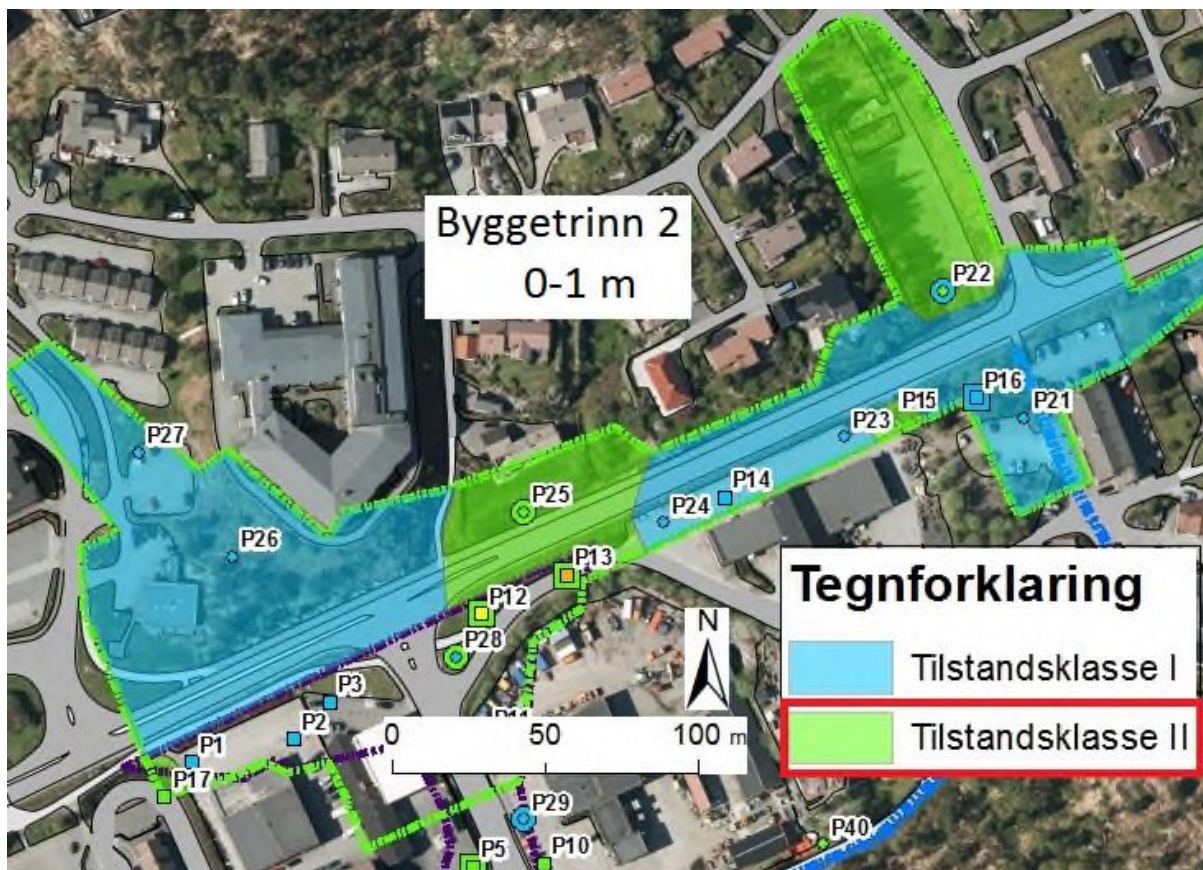 Byggetrinn 2
0-1 m
P22
P16
P15
P21
P23
P27
P14
P25
P24
P26
P13
P12
P28
N
P3
P2
P11
0 50 100 m
P1
P17
P29
P5
P10
P40
Tegnforklaring
Tilstandsklasse I
Tilstandsklasse II